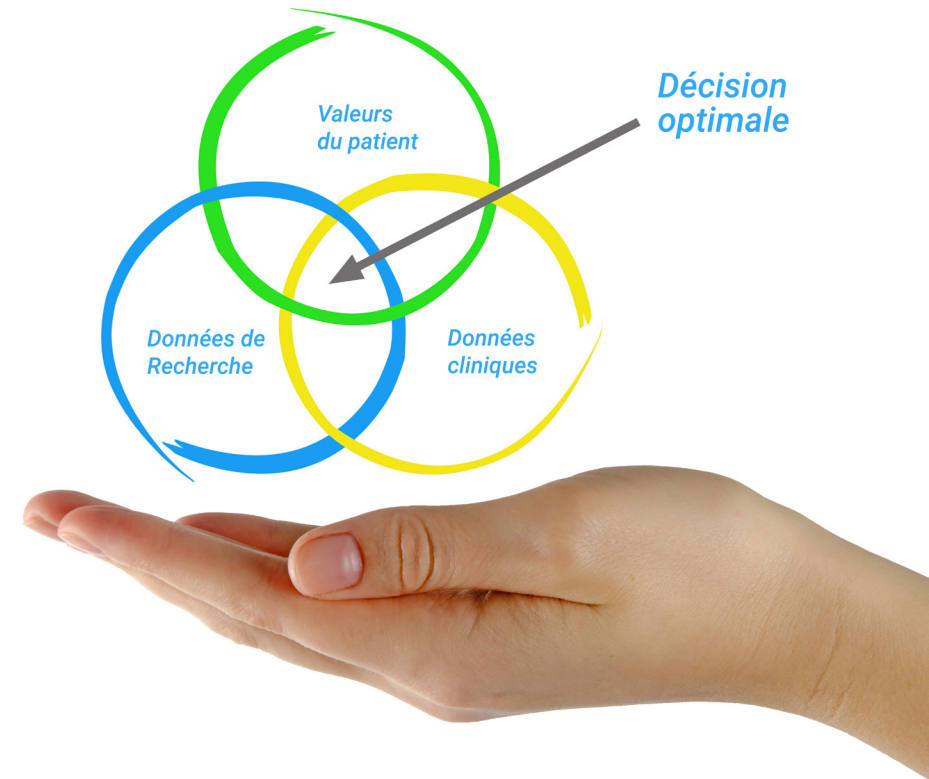 Décision
optimale
Valeurs
du patient
Données de
Recherche
Données
cliniques